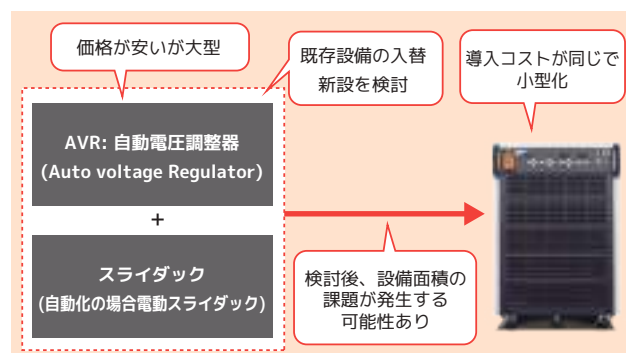 価格が安いが大型
既存設備の入替
新設を検討
導入コストが同じで
小型化
AVR: 自動電圧調整器
(Auto voltage Regulator)
+
スライダック
(自動化の場合電動スライダック)
検討後、設備面積の
課題が発生する
可能性あり